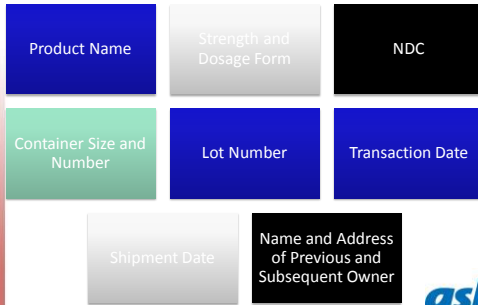 Product Name
Strength and
Dosage Form
NDC
Container Size and
Number
Lot Number
Transaction Date
Shipment Date
Name and Address
of Previous and
Subsequent Owner